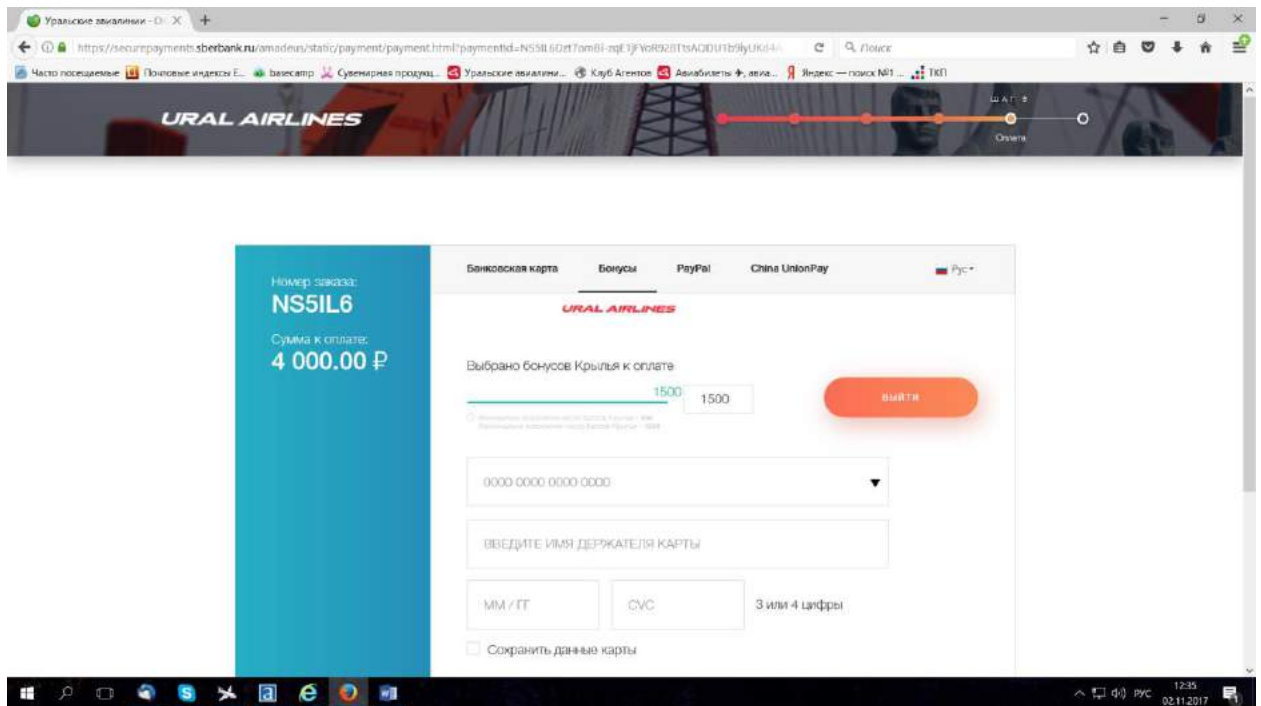 Уральские авиалинии - О
https://securepayments.sberbank.ru/amadeus/static/payment/payment.html?paymentid=
Поиск
Часто посещаемые
Почтовые индексы Е...
basecamp
Сувенирная продукц...
Уральские авиалини...
Клуб Агентов
Авиабилеты ✈, авиа...
Яндекс — поиск №1 ...
ТКП
URAL AIRLINES
ШАГ 5
Оплата
Банковская карта
Бонусы
PayPal
China UnionPay
Рус
Номер заказа:
NS5IL6
Сумма к оплате:
4 000.00 ₽
URAL AIRLINES
Выбрано бонусов Крылья к оплате
1500
1500
ВЫЙТИ
0000 0000 0000 0000
ВВЕДИТЕ ИМЯ ДЕРЖАТЕЛЯ КАРТЫ
ММ / ГГ
CVC
3 или 4 цифры
Сохранить данные карты
РУС
12:35
02.11.2017